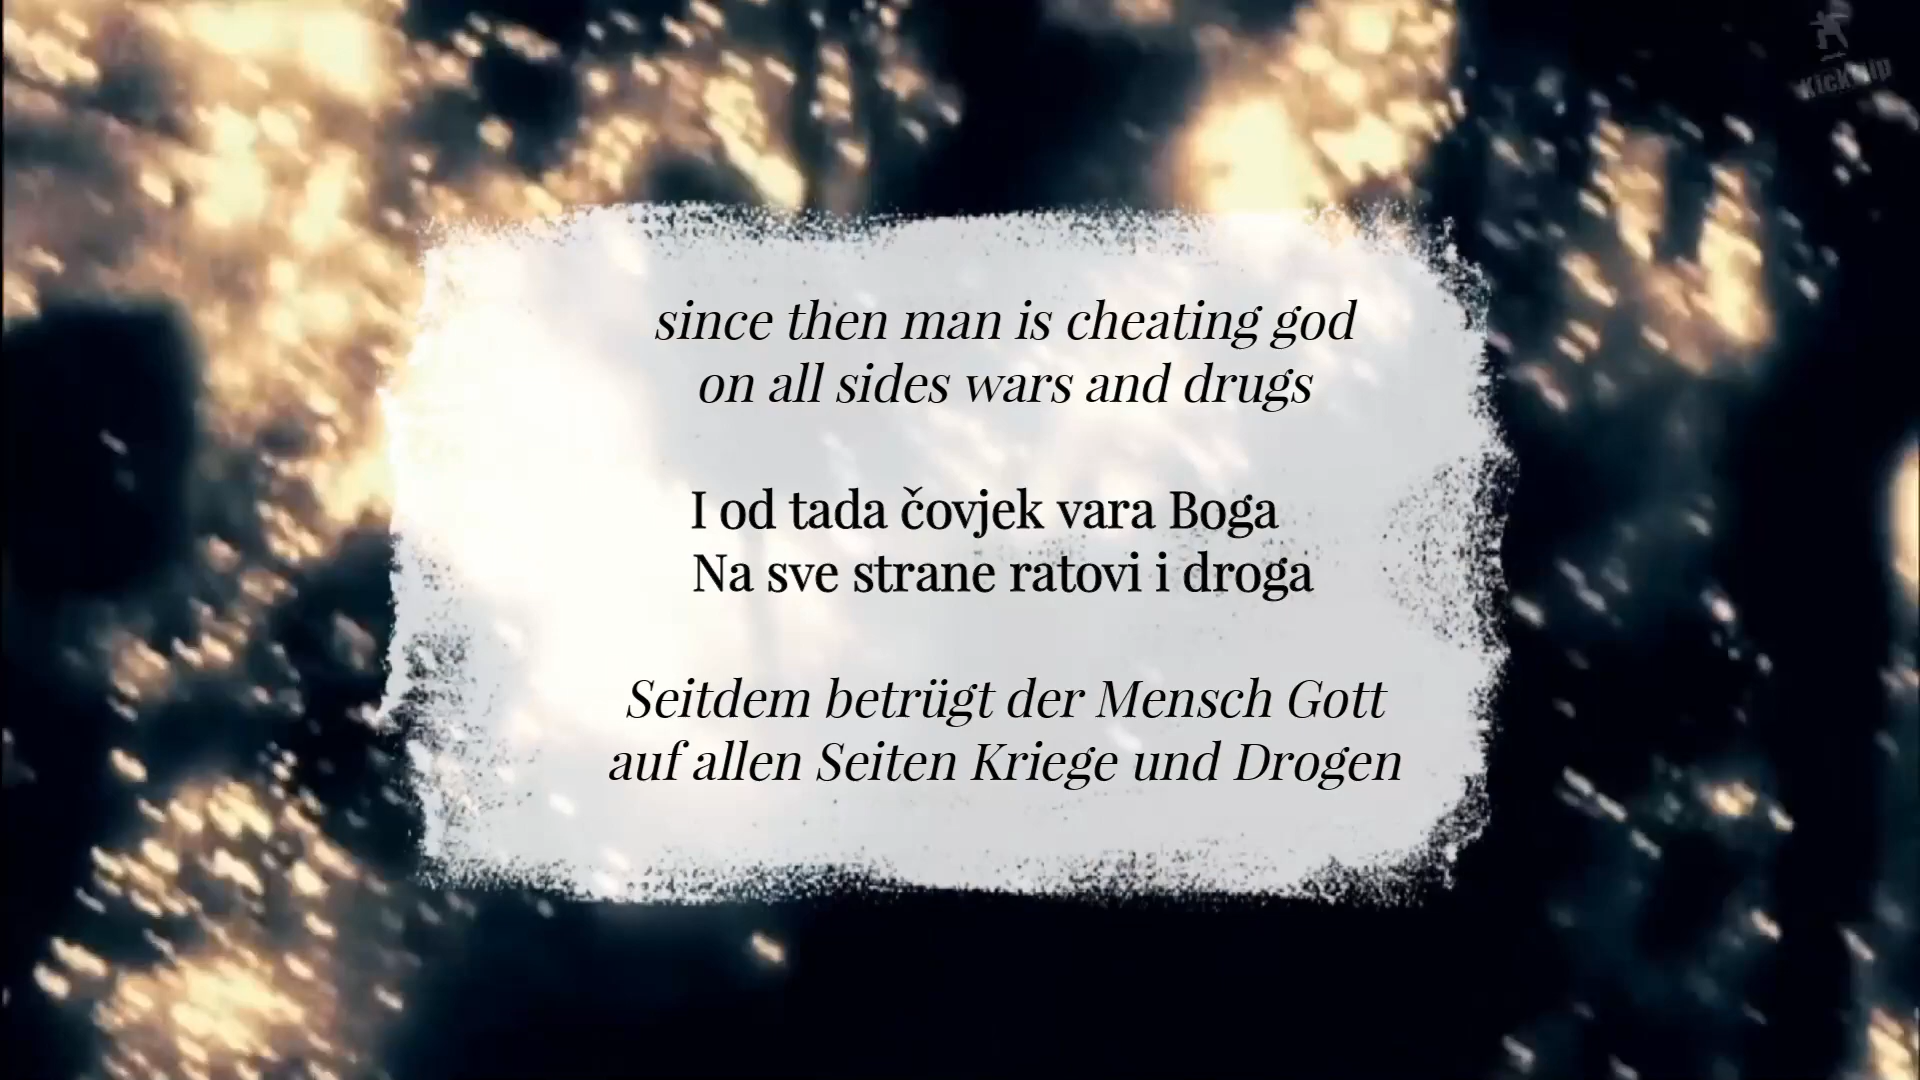 since then man is cheating god
on all sides wars and drugs
I od tada čovjek vara Boga
Na sve strane ratovi i droga
Seitdem betrügt der Mensch Gott
auf allen Seiten Kriege und Drogen